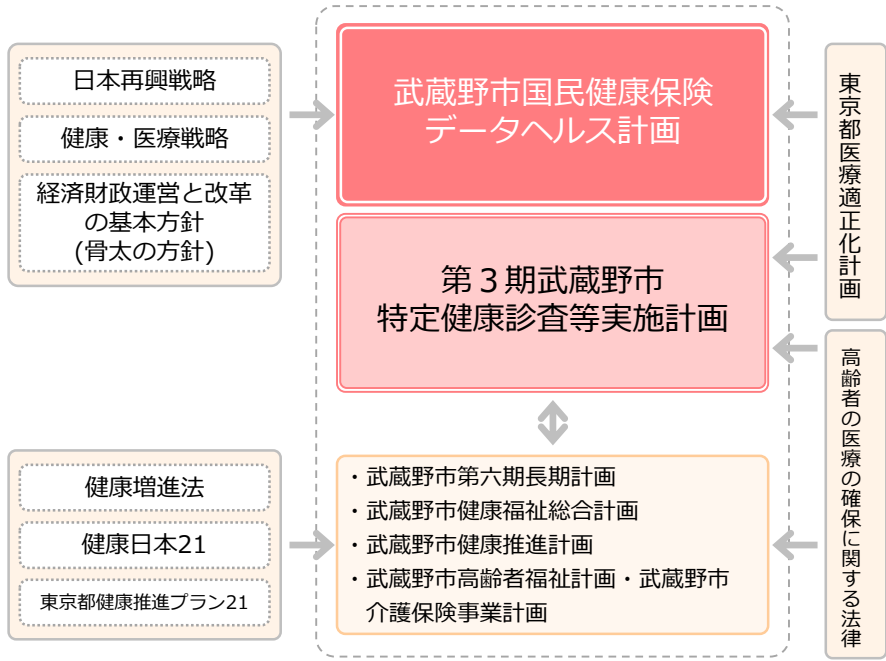 日本再興戦略
健康・医療戦略
経済財政運営と改革
の基本方針
(骨太の方針)
武蔵野市国民健康保険
データヘルス計画
第３期武蔵野市
特定健康診査等実施計画
東京都医療適正化計画
高齢者の医療の確保に関する法律
健康増進法
健康日本21
東京都健康推進プラン21
・武蔵野市第六期長期計画
・武蔵野市健康福祉総合計画
・武蔵野市健康推進計画
・武蔵野市高齢者福祉計画・武蔵野市
介護保険事業計画